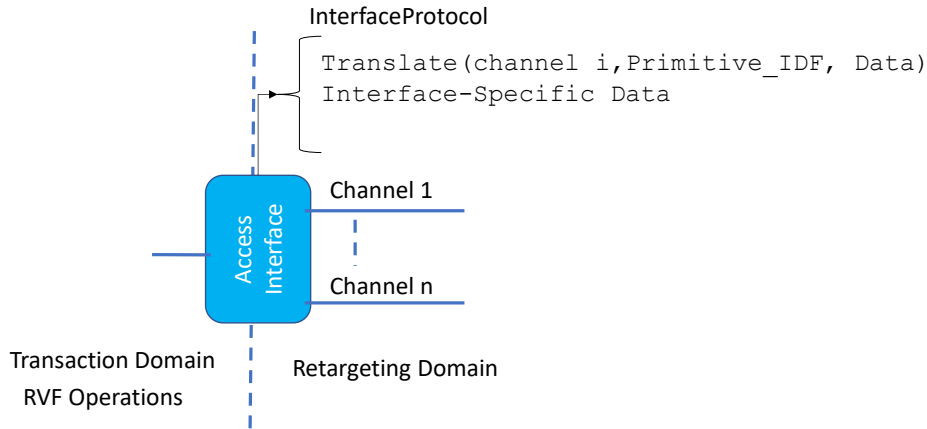 InterfaceProtocol
Translate(channel i,Primitive_IDF, Data)
Interface-Specific Data
Access
Interface
Channel 1
Channel n
Transaction Domain
RVF Operations
Retargeting Domain